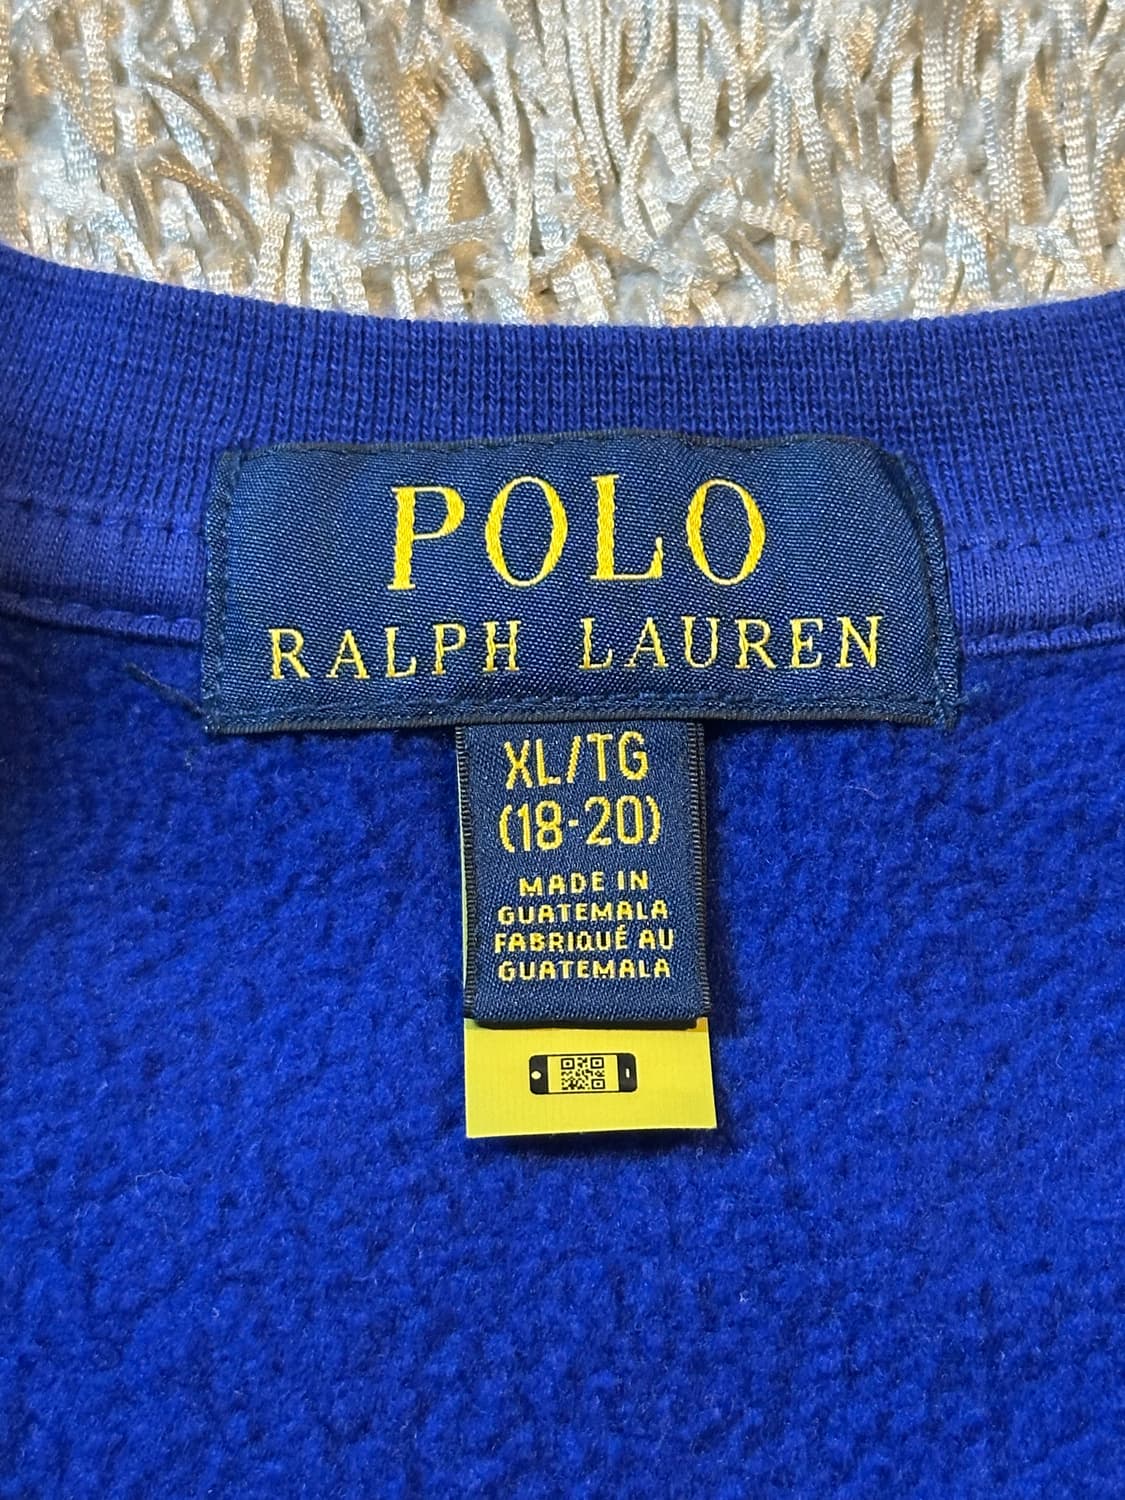 POLO
RALPH LAUREN
XL/TG
(18-20)
MADE IN
GUATEMALA
FABRIQUÉ AU
GUATEMALA